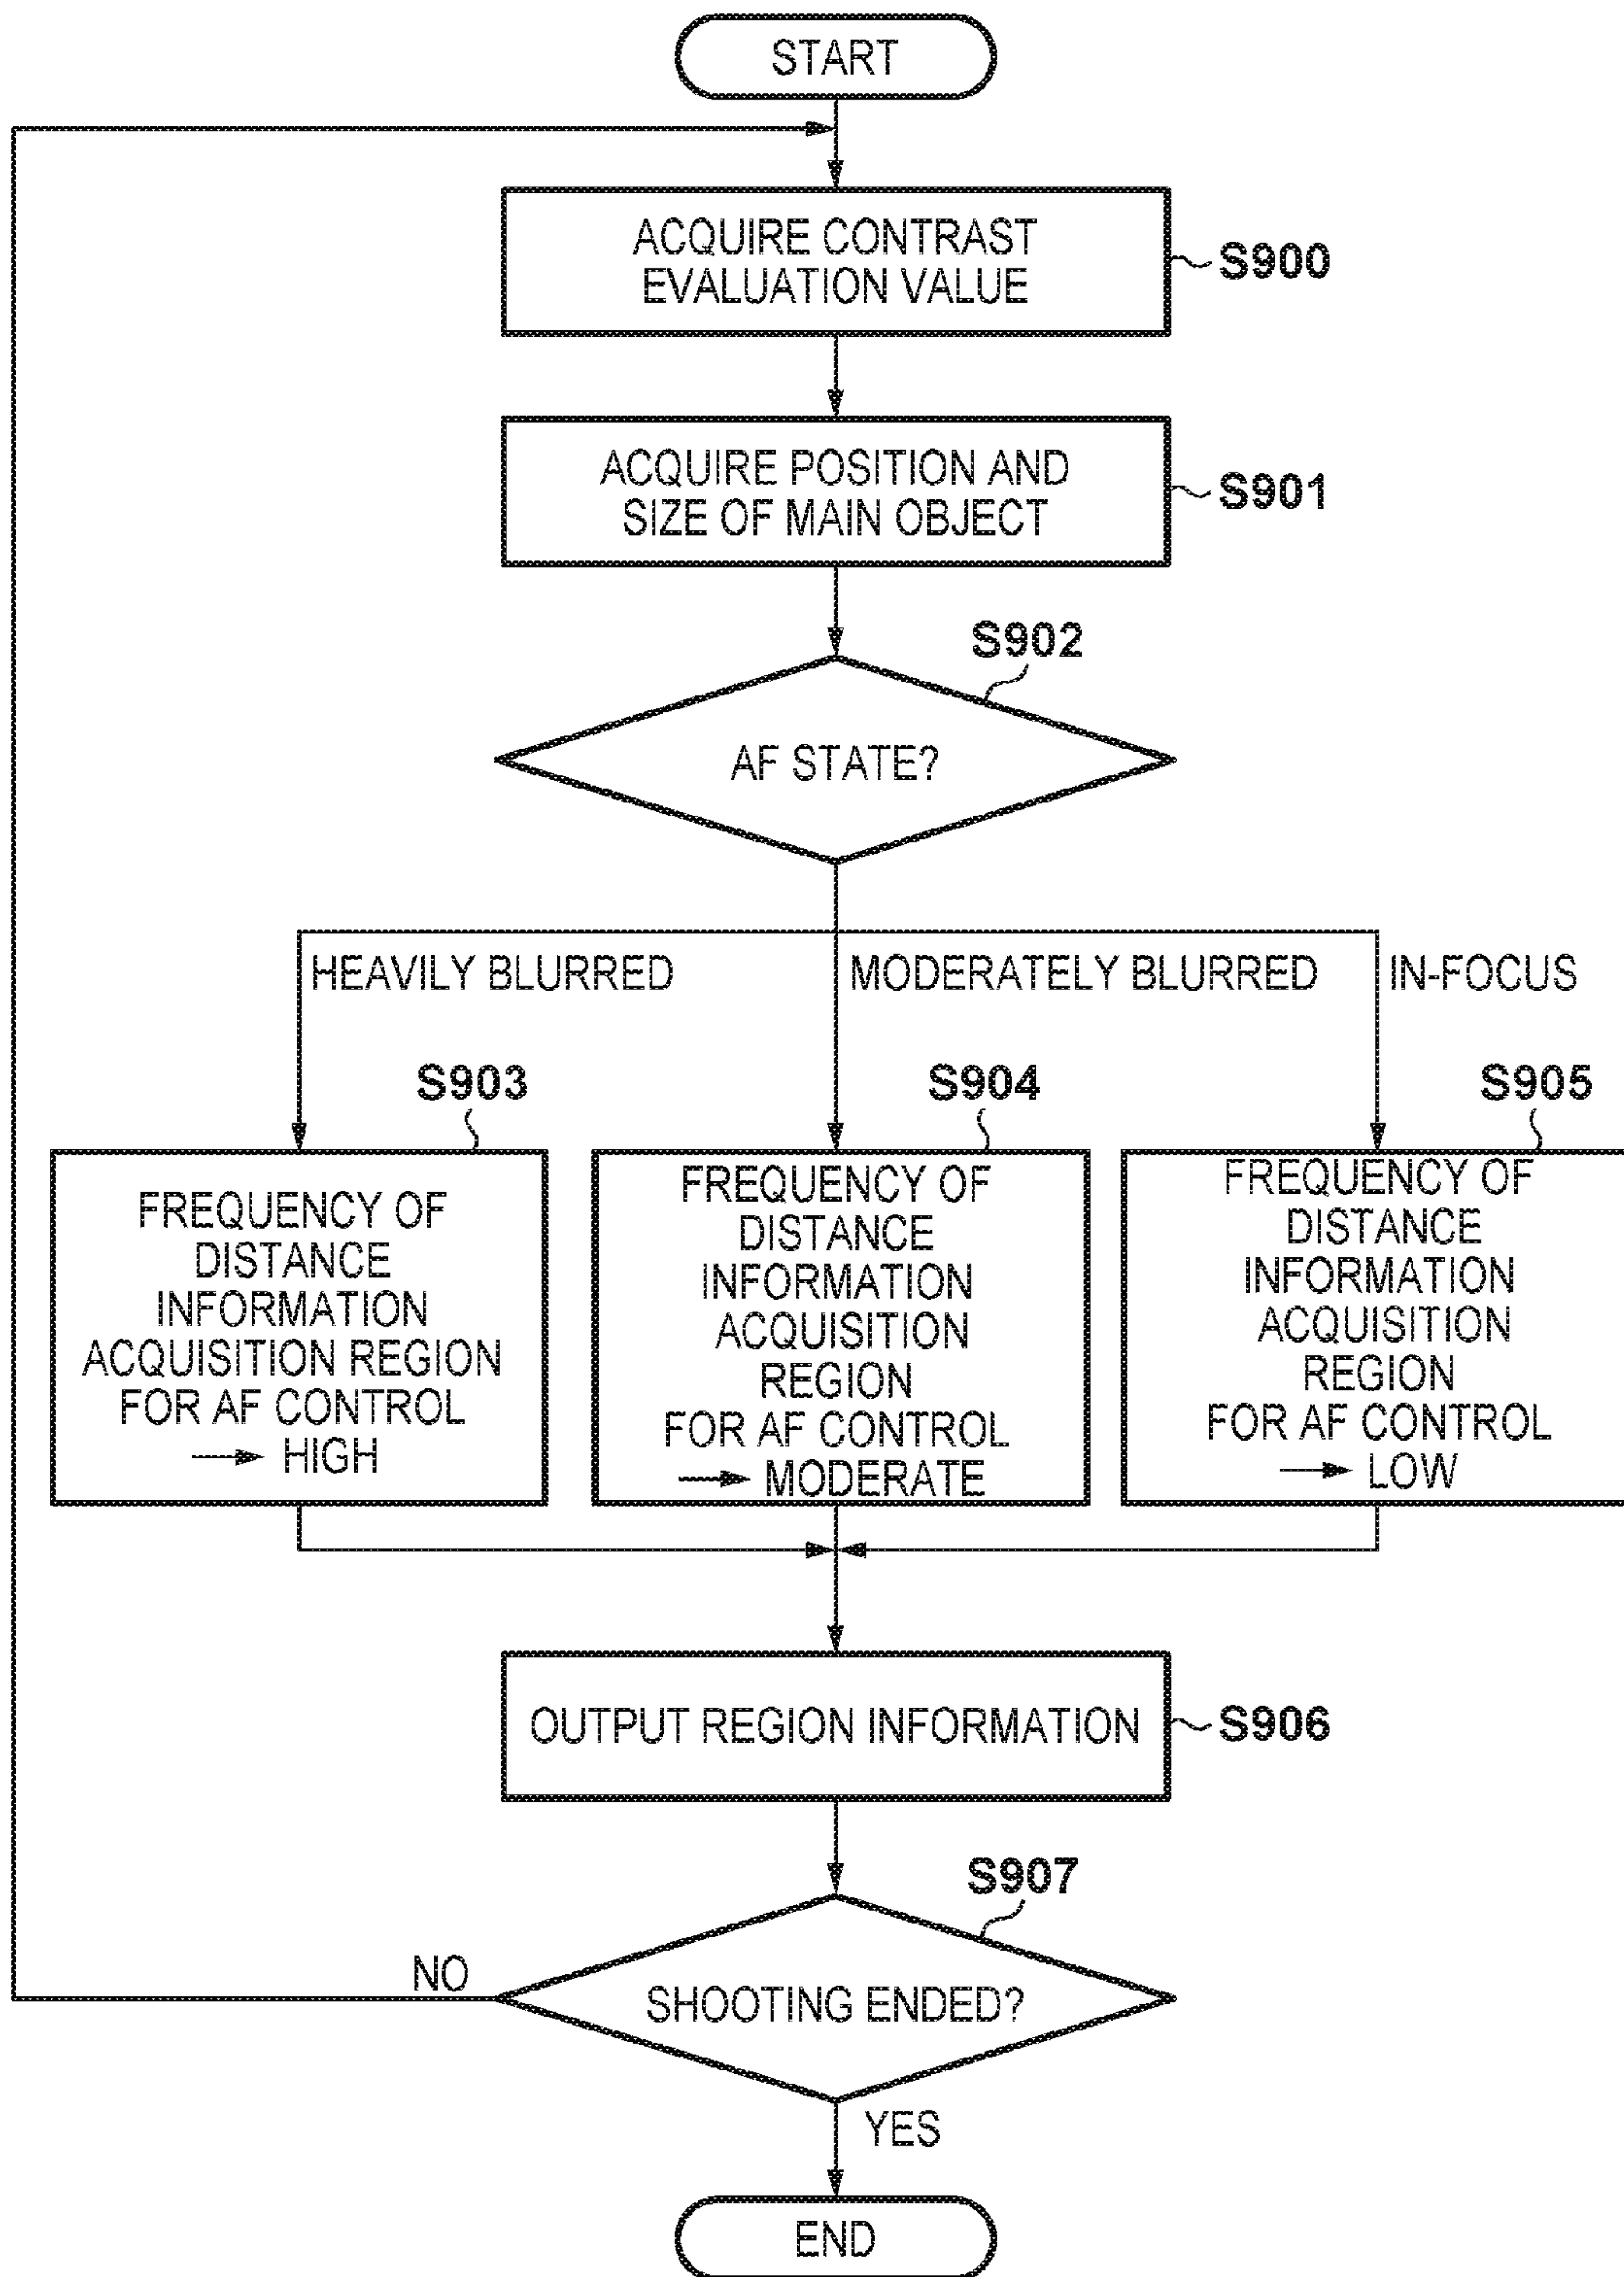 START
ACQUIRE CONTRAST
EVALUATION VALUE
S900
ACQUIRE POSITION AND
SIZE OF MAIN OBJECT
S901
S902
AF STATE?
HEAVILY BLURRED
MODERATELY BLURRED
IN-FOCUS
S903
FREQUENCY OF
DISTANCE
INFORMATION
ACQUISITION REGION
FOR AF CONTROL
→ HIGH
S904
FREQUENCY OF
DISTANCE
INFORMATION
ACQUISITION
REGION
FOR AF CONTROL
→ MODERATE
S905
FREQUENCY OF
DISTANCE
INFORMATION
ACQUISITION
REGION
FOR AF CONTROL
→ LOW
OUTPUT REGION INFORMATION
S906
S907
SHOOTING ENDED?
NO
YES
END